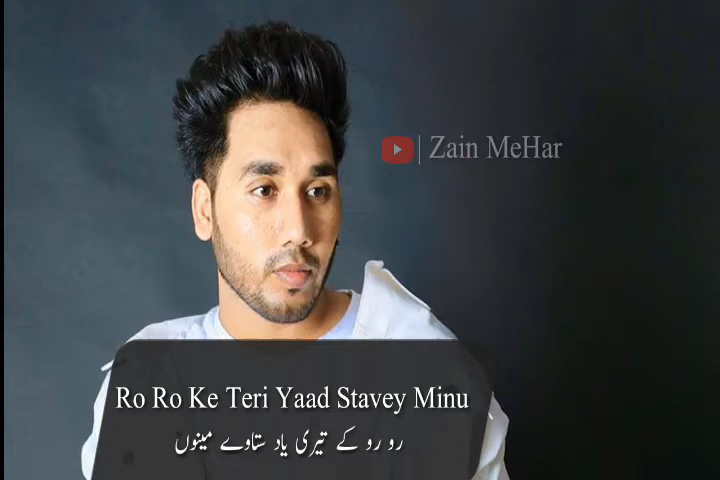 | Zain MeHar
Ro Ro Ke Teri Yaad Stavey Minu
رو رو کے تیری یاد ستاوے مینوں